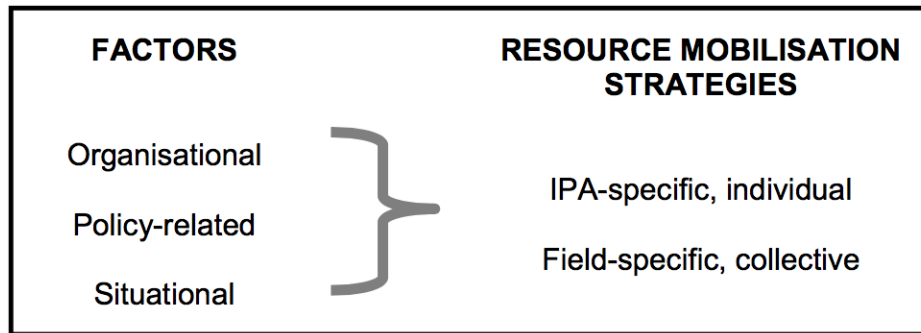 FACTORS
Organisational
Policy-related
Situational
RESOURCE MOBILISATION
STRATEGIES
IPA-specific, individual
Field-specific, collective